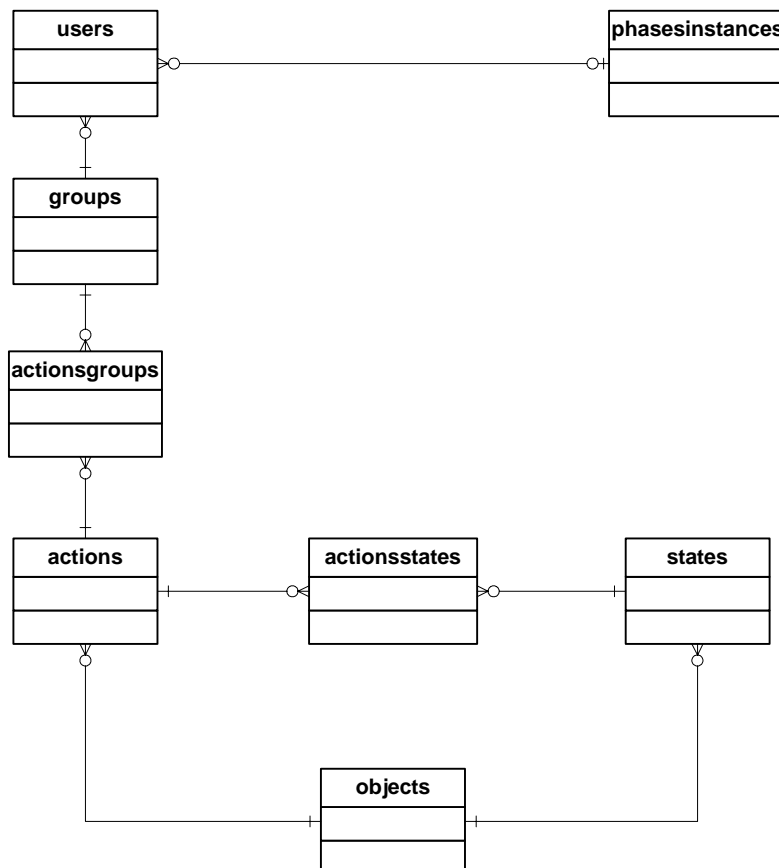 users
phasesinstances
groups
actionsgroups
actions
actionsstates
states
objects